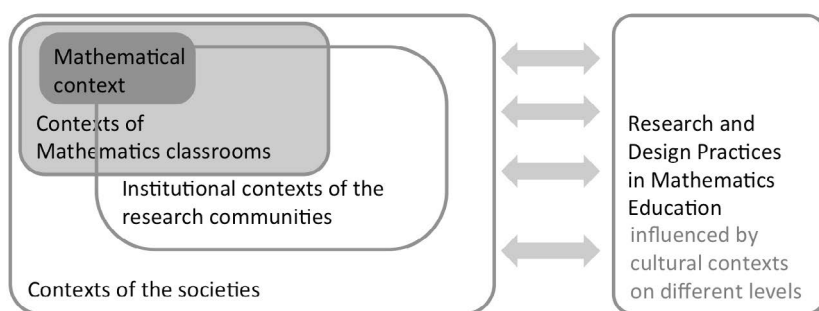 Mathematical
context
Contexts of
Mathematics classrooms
Institutional contexts of the
research communities
Contexts of the societies
Research and
Design Practices
in Mathematics
Education
influenced by
cultural contexts
on different levels